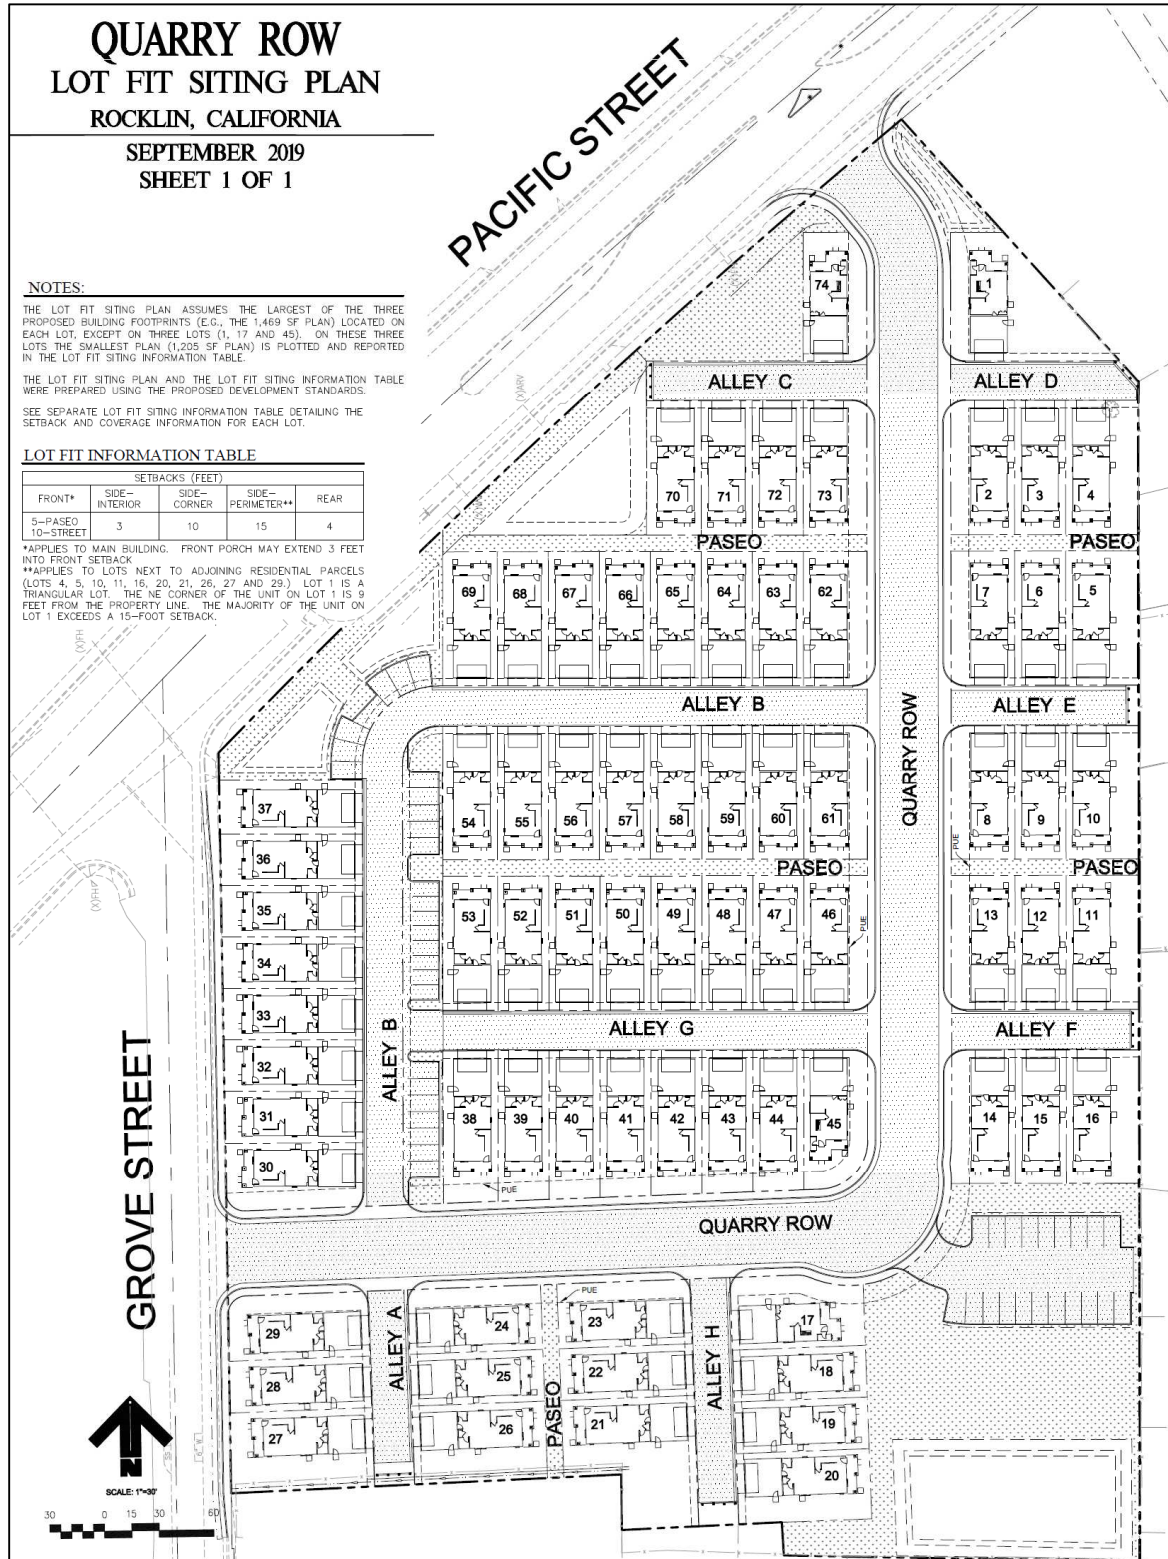 QUARRY ROW
LOT FIT SITING PLAN
ROCKLIN, CALIFORNIA
SEPTEMBER 2019
SHEET 1 OF 1
NOTES:
THE LOT FIT SITING PLAN ASSUMES THE LARGEST OF THE THREE
PROPOSED BUILDING FOOTPRINTS (E.G., THE 1,469 SF PLAN) LOCATED ON
EACH LOT, EXCEPT ON THREE LOTS (1, 17 AND 45). ON THESE THREE
LOTS THE SMALLEST PLAN (1,205 SF PLAN) IS PLOTTED AND REPORTED
IN THE LOT FIT SITING INFORMATION TABLE.
THE LOT FIT SITING PLAN AND THE LOT FIT SITING INFORMATION TABLE
WERE PREPARED USING THE PROPOSED DEVELOPMENT STANDARDS.
SEE SEPARATE LOT FIT SITING INFORMATION TABLE DETAILING THE
SETBACK AND COVERAGE INFORMATION FOR EACH LOT.
LOT FIT INFORMATION TABLE
SETBACKS (FEET)
FRONT* SIDE-INTERIOR SIDE-CORNER SIDE-PERIMETER** REAR
5-PASEO
10-STREET 3 10 15 4
*APPLIES TO MAIN BUILDING. FRONT PORCH MAY EXTEND 3 FEET
INTO FRONT SETBACK
**APPLIES TO LOTS NEXT TO ADJOINING RESIDENTIAL PARCELS
(LOTS 4, 5, 10, 11, 16, 20, 21, 26, 27 AND 29.) LOT 1 IS A
TRIANGULAR LOT. THE NE CORNER OF THE UNIT ON LOT 1 IS 9
FEET FROM THE PROPERTY LINE. THE MAJORITY OF THE UNIT ON
LOT 1 EXCEEDS A 15-FOOT SETBACK.
PACIFIC STREET
74 1
ALLEY C ALLEY D
(X)ARV
70 71 72 73 2 3 4
PASEO PASEO
69 68 67 66 65 64 63 62 7 6 5
(X)FH
ALLEY B ALLEY E
QUARRY ROW
37
54 55 56 57 58 59 60 61 8 9 10
PUE
36
PASEO PASEO
(X)FH
35
53 52 51 50 49 48 47 46 13 12 11
PUE
34
33
ALLEY G ALLEY F
ALLEY B
32
31
38 39 40 41 42 43 44 45 14 15 16
30
PUE
GROVE STREET
QUARRY ROW
PUE
29 24 23 17
ALLEY A
ALLEY H
28 25 22 18
PASEO
27 26 21 19
20
N
SCALE: 1"=30'
30 0 15 30 60